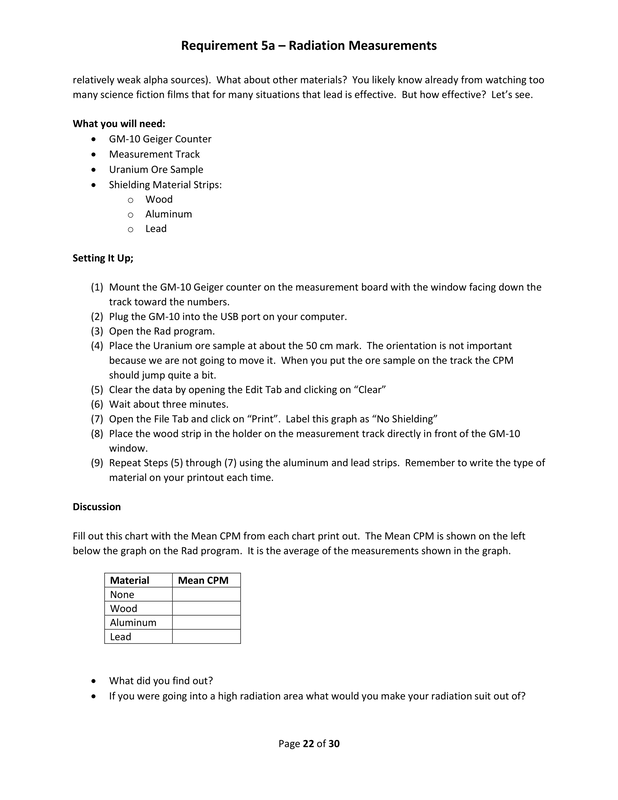 Requirement 5a – Radiation Measurements
relatively weak alpha sources).  What about other materials?  You likely know already from watching too
many science fiction films that for many situations that lead is effective.  But how effective?  Let’s see.
What you will need:
• GM-10 Geiger Counter
• Measurement Track
• Uranium Ore Sample
• Shielding Material Strips:
o Wood
o Aluminum
o Lead
Setting It Up;
(1) Mount the GM-10 Geiger counter on the measurement board with the window facing down the
track toward the numbers.
(2) Plug the GM-10 into the USB port on your computer.
(3) Open the Rad program.
(4) Place the Uranium ore sample at about the 50 cm mark.  The orientation is not important
because we are not going to move it.  When you put the ore sample on the track the CPM
should jump quite a bit.
(5) Clear the data by opening the Edit Tab and clicking on “Clear”
(6) Wait about three minutes.
(7) Open the File Tab and click on “Print”.  Label this graph as “No Shielding”
(8) Place the wood strip in the holder on the measurement track directly in front of the GM-10
window.
(9) Repeat Steps (5) through (7) using the aluminum and lead strips.  Remember to write the type of
material on your printout each time.
Discussion
Fill out this chart with the Mean CPM from each chart print out.  The Mean CPM is shown on the left
below the graph on the Rad program.  It is the average of the measurements shown in the graph.
Material Mean CPM
None
Wood
Aluminum
Lead
• What did you find out?
• If you were going into a high radiation area what would you make your radiation suit out of?
Page 22 of 30